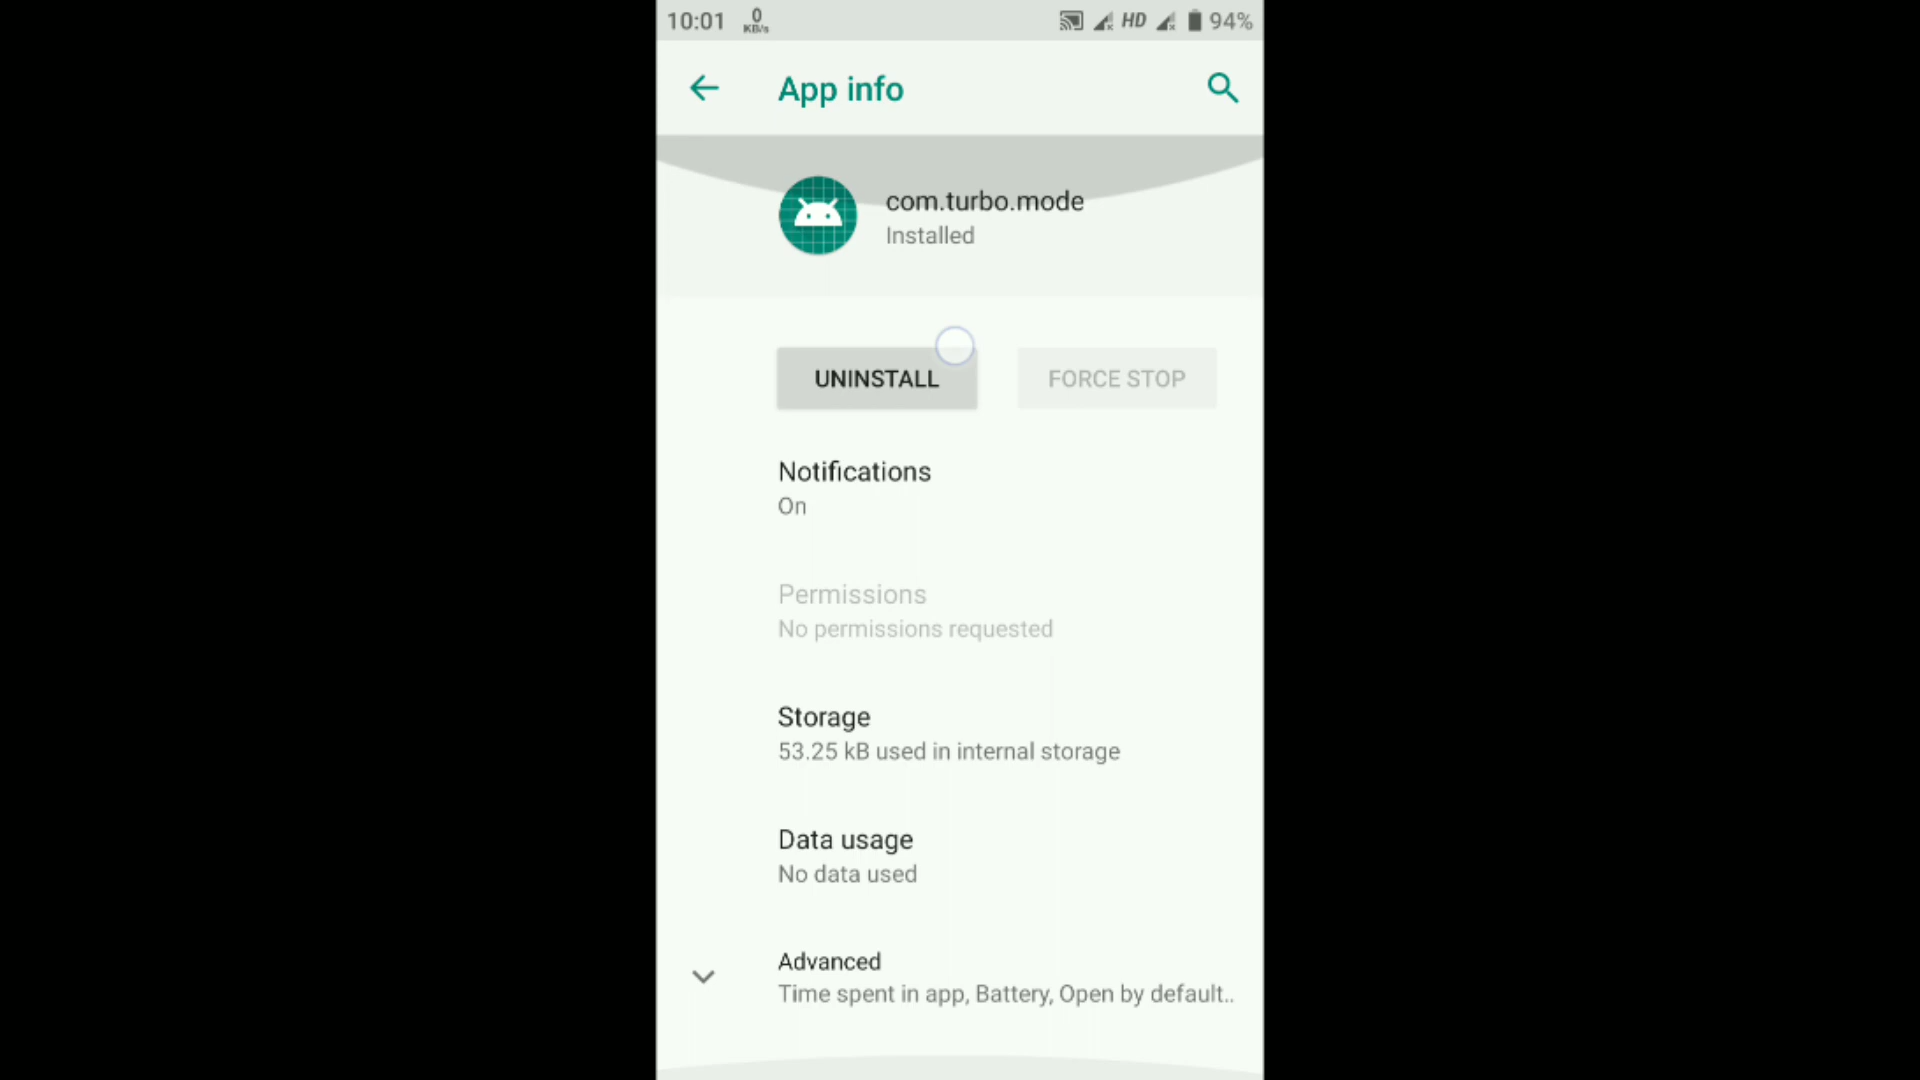 10:01 0 KB/s HD 94%
App info
com.turbo.mode
Installed
UNINSTALL FORCE STOP
Notifications
On
Permissions
No permissions requested
Storage
53.25 kB used in internal storage
Data usage
No data used
Advanced
Time spent in app, Battery, Open by default..